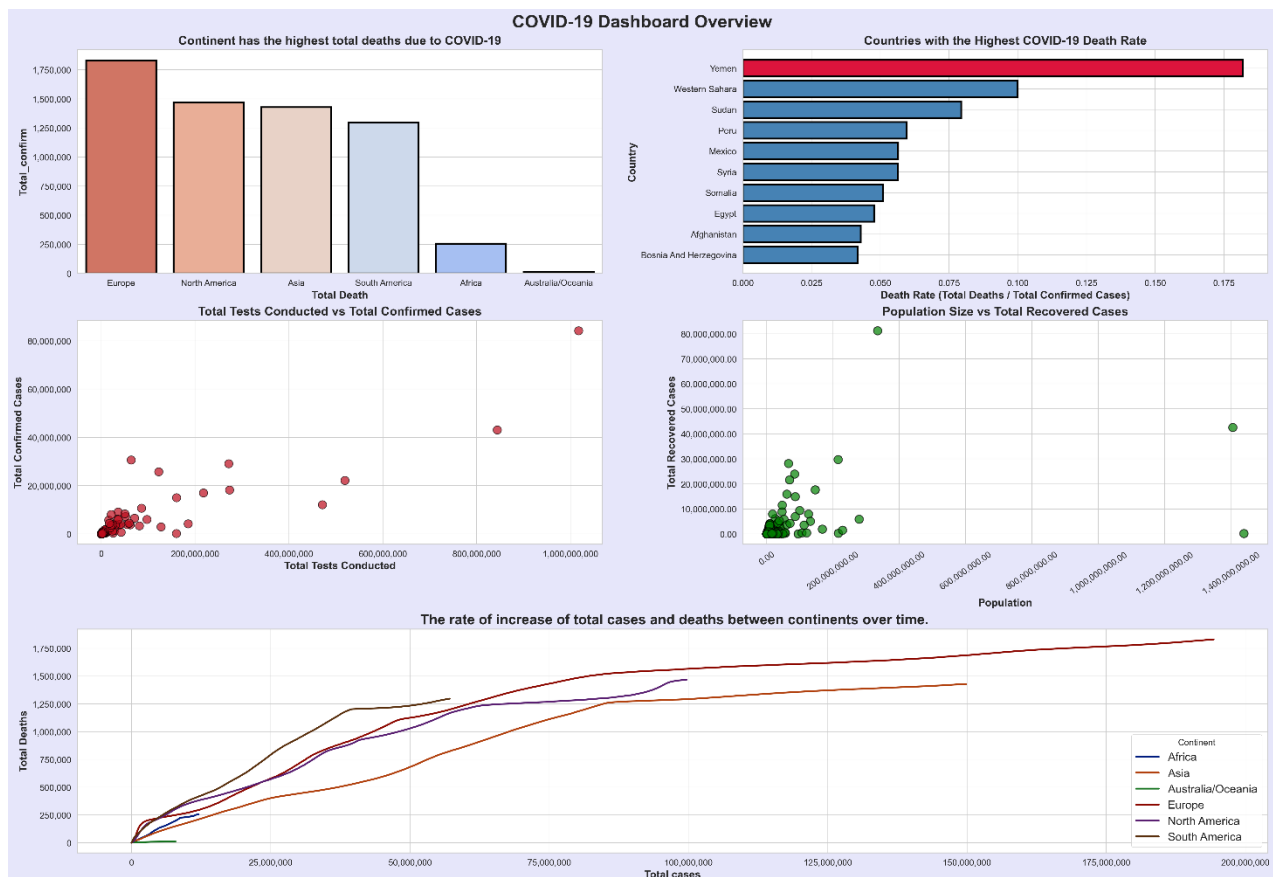 COVID-19 Dashboard Overview
Continent has the highest total deaths due to COVID-19
Total_confirm
1,750,000
1,500,000
1,250,000
1,000,000
750,000
500,000
250,000
0
Europe North America Asia South America Africa Australia/Oceania
Total Death
Countries with the Highest COVID-19 Death Rate
Country
Yemen
Western Sahara
Sudan
Peru
Mexico
Syria
Somalia
Egypt
Afghanistan
Bosnia And Herzegovina
0.000 0.025 0.050 0.075 0.100 0.125 0.150 0.175
Death Rate (Total Deaths / Total Confirmed Cases)
Total Tests Conducted vs Total Confirmed Cases
Total Confirmed Cases
80,000,000
60,000,000
40,000,000
20,000,000
0
0 200,000,000 400,000,000 600,000,000 800,000,000 1,000,000,000
Total Tests Conducted
Population Size vs Total Recovered Cases
Total Recovered Cases
80,000,000.00
70,000,000.00
60,000,000.00
50,000,000.00
40,000,000.00
30,000,000.00
20,000,000.00
10,000,000.00
0.00
0.00 200,000,000.00 400,000,000.00 600,000,000.00 800,000,000.00 1,000,000,000.00 1,200,000,000.00 1,400,000,000.00
Population
The rate of increase of total cases and deaths between continents over time.
Total Deaths
1,750,000
1,500,000
1,250,000
1,000,000
750,000
500,000
250,000
0
0 25,000,000 50,000,000 75,000,000 100,000,000 125,000,000 150,000,000 175,000,000 200,000,000
Total cases
Continent
Africa
Asia
Australia/Oceania
Europe
North America
South America